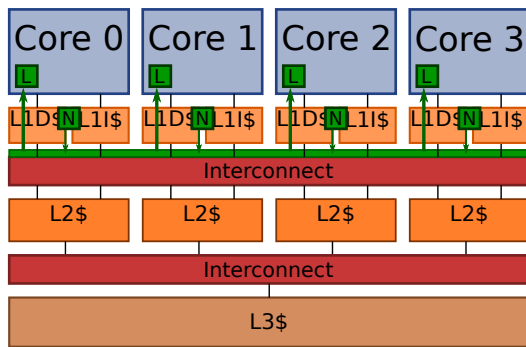 Core 0 Core 1 Core 2 Core 3
L L L L
L1D$ N L1I$ L1D$ N L1I$ L1D$ N L1I$ L1D$ N L1I$
Interconnect
L2$ L2$ L2$ L2$
Interconnect
L3$